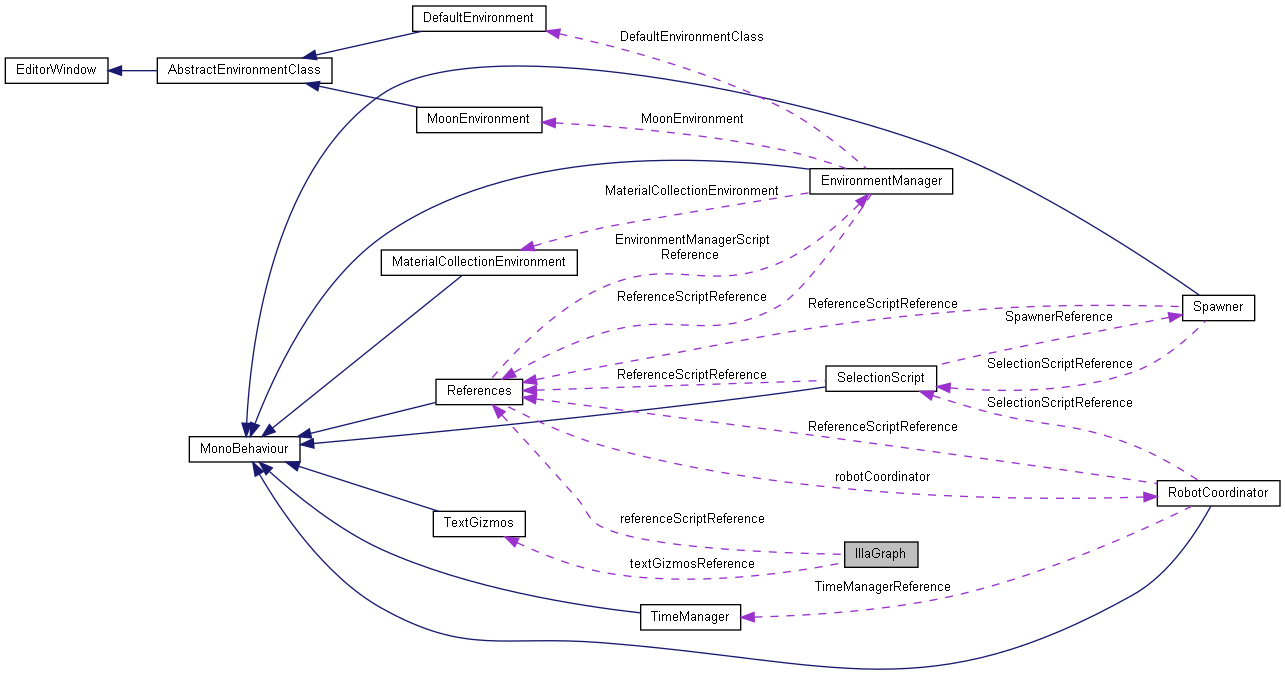 DefaultEnvironment
DefaultEnvironmentClass
EditorWindow
AbstractEnvironmentClass
MoonEnvironment
MoonEnvironment
EnvironmentManager
MaterialCollectionEnvironment
EnvironmentManagerScript
Reference
MaterialCollectionEnvironment
ReferenceScriptReference
ReferenceScriptReference
Spawner
SpawnerReference
SelectionScriptReference
ReferenceScriptReference
SelectionScript
References
SelectionScriptReference
ReferenceScriptReference
MonoBehaviour
robotCoordinator
RobotCoordinator
referenceScriptReference
TextGizmos
IllaGraph
textGizmosReference
TimeManagerReference
TimeManager